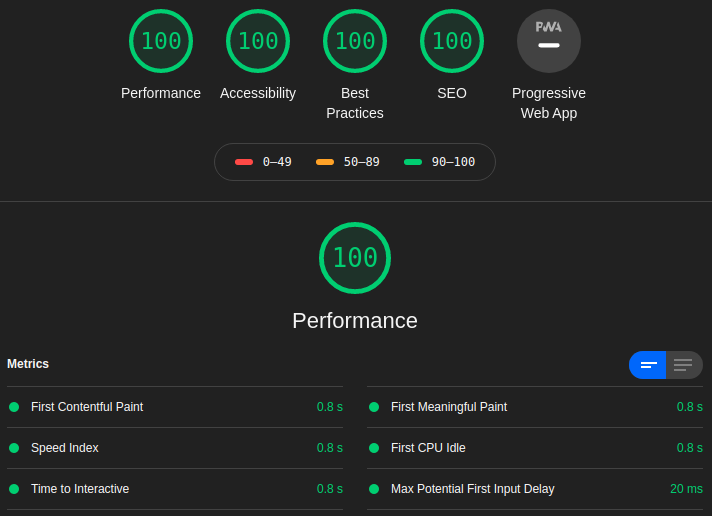 100 100 100 100 PWA
Performance Accessibility Best Practices SEO Progressive Web App
0–49 50–89 90–100
100
Performance
Metrics
First Contentful Paint 0.8 s
First Meaningful Paint 0.8 s
Speed Index 0.8 s
First CPU Idle 0.8 s
Time to Interactive 0.8 s
Max Potential First Input Delay 20 ms